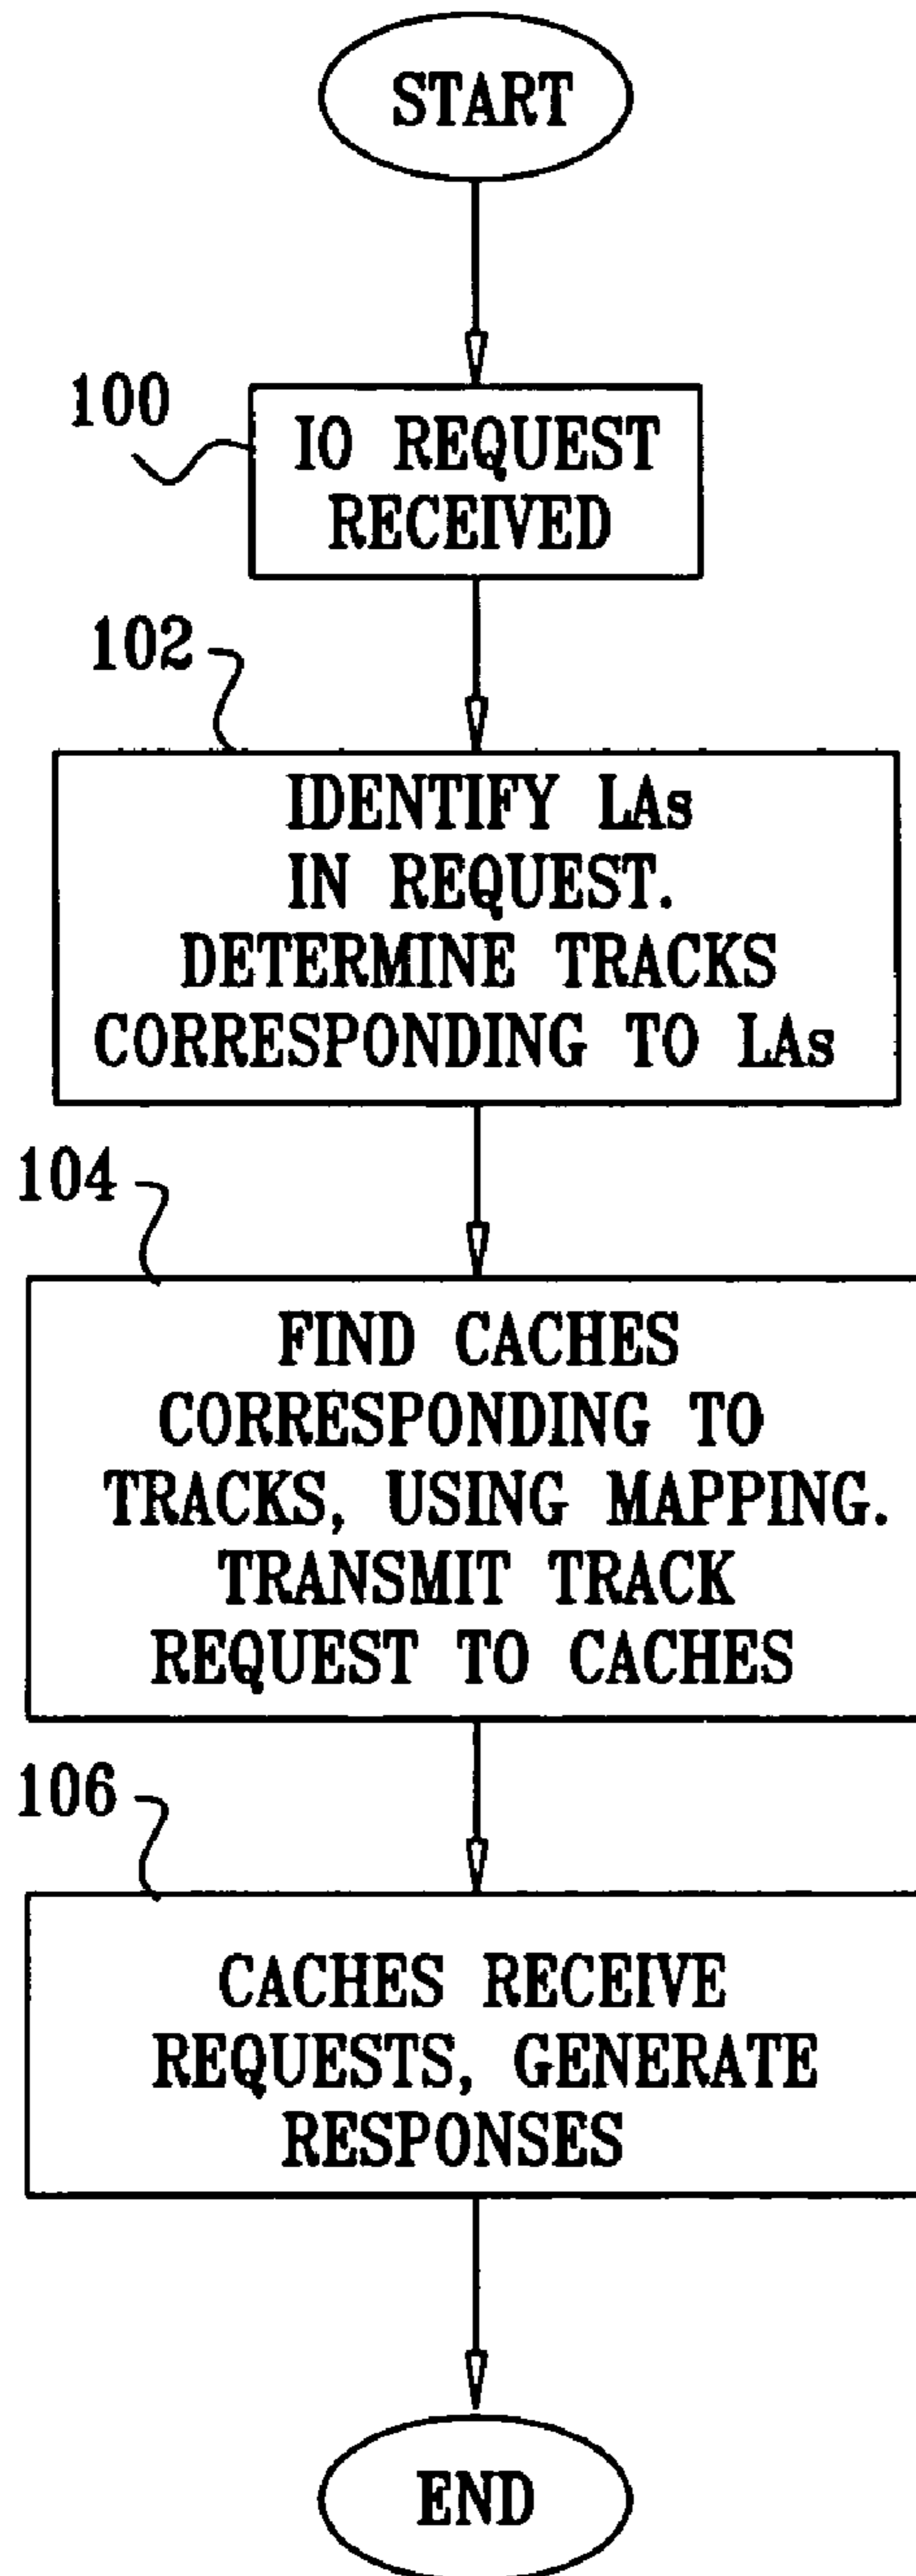 START
100
IO REQUEST
RECEIVED
102
IDENTIFY LAs
IN REQUEST.
DETERMINE TRACKS
CORRESPONDING TO LAs
104
FIND CACHES
CORRESPONDING TO
TRACKS, USING MAPPING.
TRANSMIT TRACK
REQUEST TO CACHES
106
CACHES RECEIVE
REQUESTS, GENERATE
RESPONSES
END